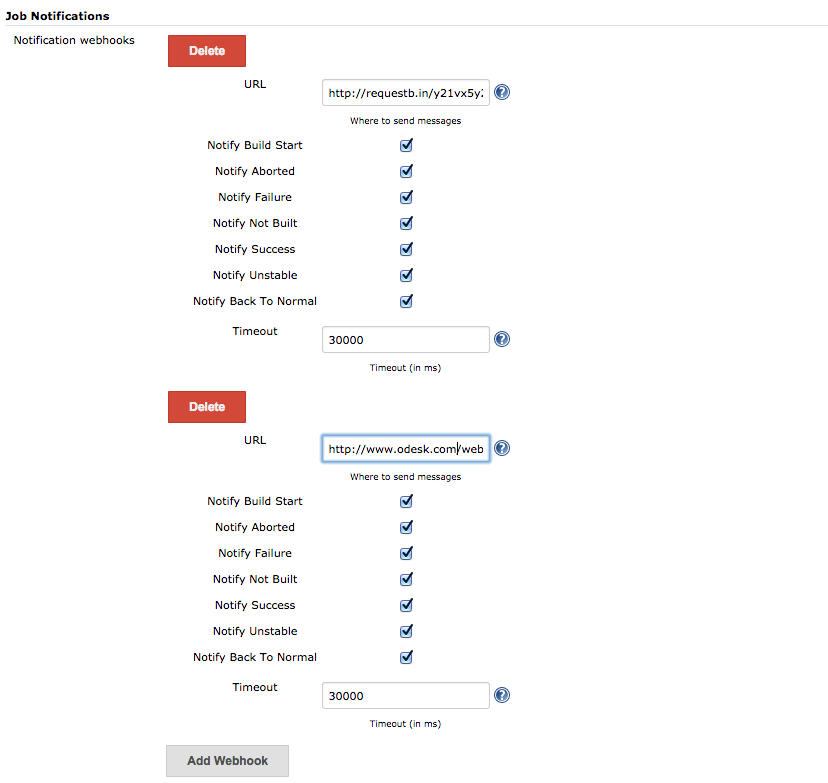 Job Notifications
Notification webhooks
Delete
URL
http://requestb.in/y21vx5y
Where to send messages
Notify Build Start
Notify Aborted
Notify Failure
Notify Not Built
Notify Success
Notify Unstable
Notify Back To Normal
Timeout
30000
Timeout (in ms)
Delete
URL
http://www.odesk.com/web
Where to send messages
Notify Build Start
Notify Aborted
Notify Failure
Notify Not Built
Notify Success
Notify Unstable
Notify Back To Normal
Timeout
30000
Timeout (in ms)
Add Webhook